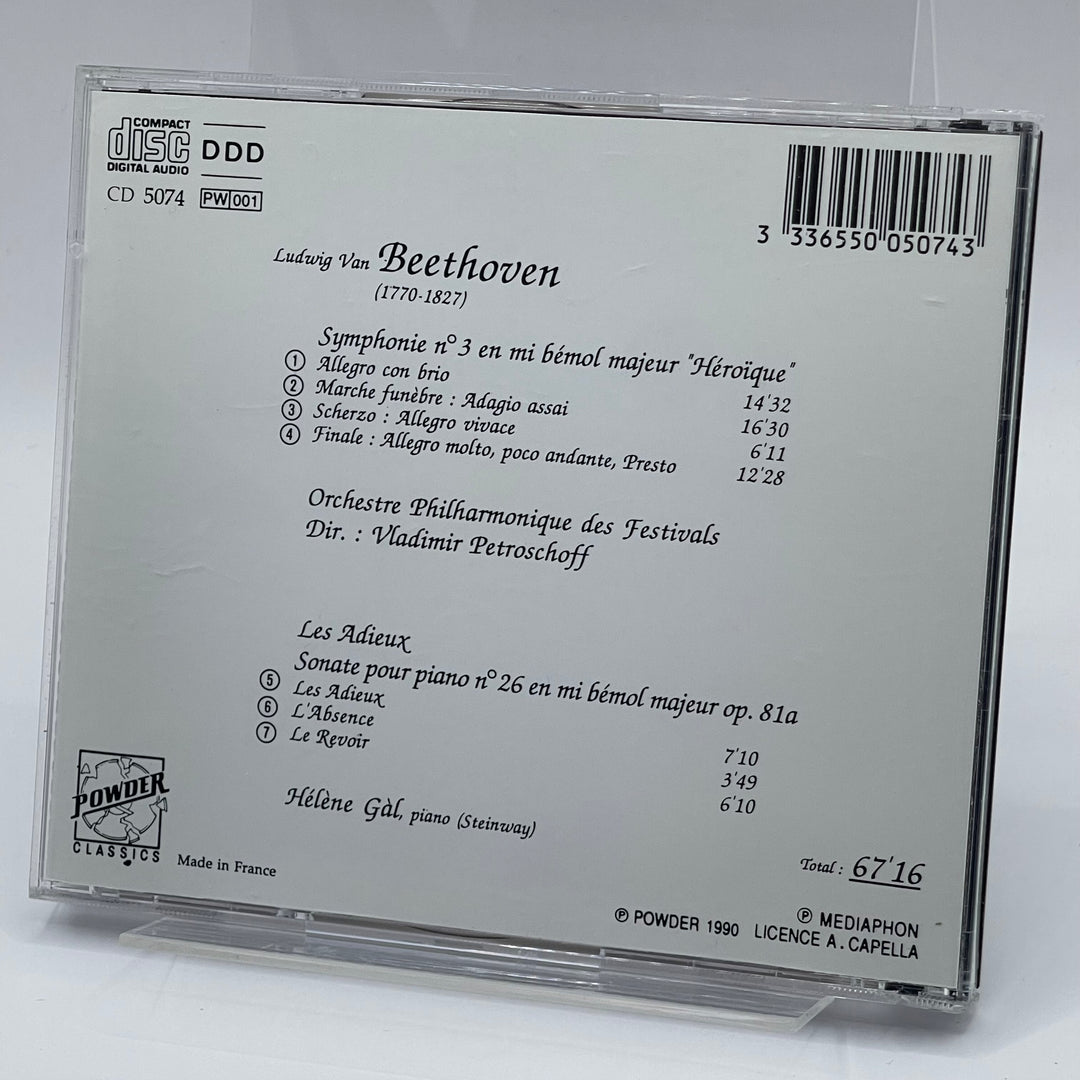 COMPACT
disc
DIGITAL AUDIO
DDD
CD 5074 PW 001
3 336550 050743
Ludwig Van Beethoven
(1770-1827)
Symphonie n° 3 en mi bémol majeur "Héroïque"
1 Allegro con brio 14'32
2 Marche funèbre : Adagio assai 16'30
3 Scherzo : Allegro vivace 6'11
4 Finale : Allegro molto, poco andante, Presto 12'28
Orchestre Philharmonique des Festivals
Dir. : Vladimir Petroschoff
Les Adieux
Sonate pour piano n° 26 en mi bémol majeur op. 81a
5 Les Adieux 7'10
6 L'Absence 3'49
7 Le Revoir 6'10
Hélène Gàl, piano (Steinway)
POWDER
CLASSICS
Made in France
Total : 67'16
℗ POWDER 1990
℗ MEDIAPHON
LICENCE A. CAPELLA